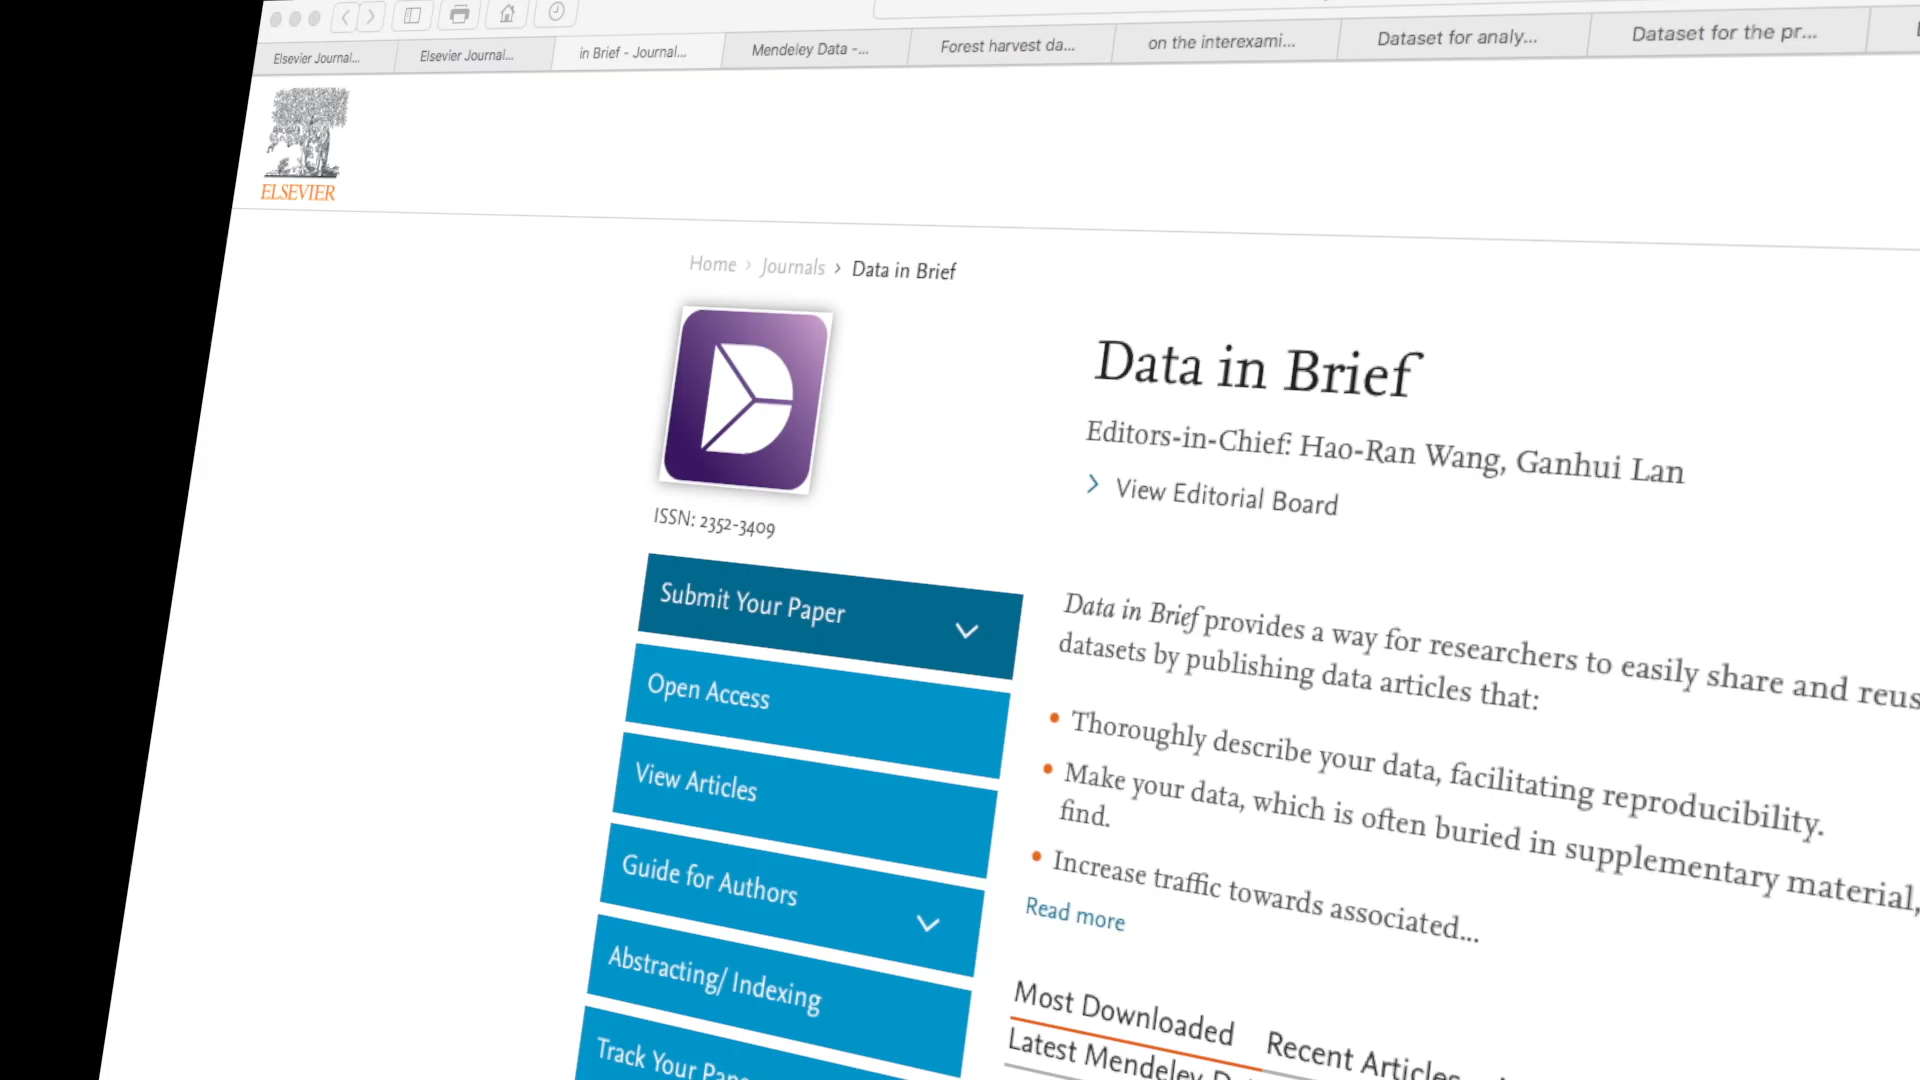 Elsevier Journal...
Elsevier Journal...
in Brief - Journal...
Mendeley Data -...
Forest harvest da...
on the interexami...
Dataset for analy...
Dataset for the pr...
ELSEVIER
Home > Journals > Data in Brief
Data in Brief
Editors-in-Chief: Hao-Ran Wang, Ganhui Lan
> View Editorial Board
ISSN: 2352-3409
Submit Your Paper
Open Access
View Articles
Guide for Authors
Abstracting/ Indexing
Track Your
Data in Brief provides a way for researchers to easily share and reus
datasets by publishing data articles that:
• Thoroughly describe your data, facilitating reproducibility.
• Make your data, which is often buried in supplementary material,
find.
• Increase traffic towards associated...
Read more
Most Downloaded
Recent Articles
Latest Mendeley